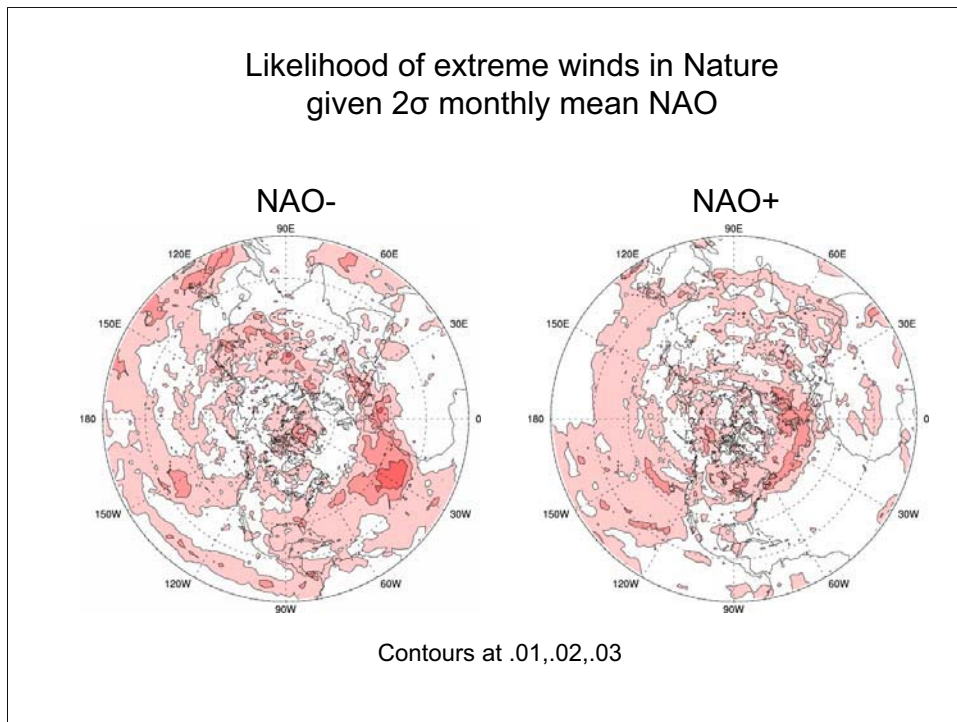 Likelihood of extreme winds in Nature
given 2σ monthly mean NAO
NAO-
NAO+
90E
120E
60E
150E
30E
180
0
150W
30W
120W
60W
90W
90E
120E
60E
150E
30E
180
0
150W
30W
120W
60W
90W
Contours at .01,.02,.03